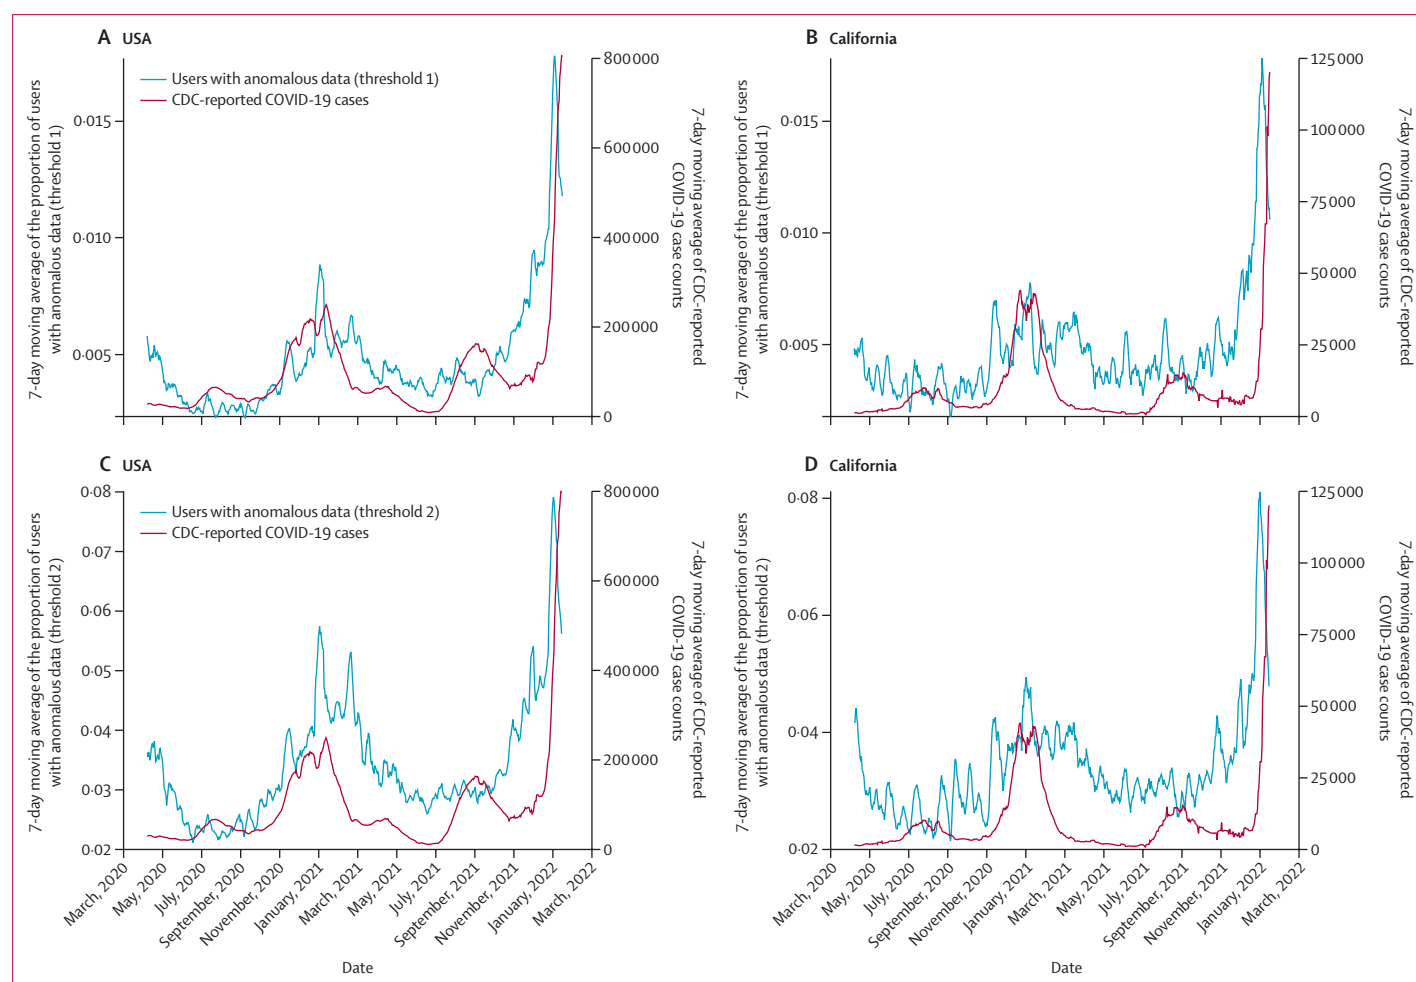 A USA
Users with anomalous data (threshold 1)
CDC-reported COVID-19 cases
7-day moving average of the proportion of users
with anomalous data (threshold 1)
0·015
0·010
0·005
800 000
600 000
400 000
200 000
0
7-day moving average of CDC-reported
COVID-19 case counts
B California
7-day moving average of the proportion of users
with anomalous data (threshold 1)
0·015
0·010
0·005
125 000
100 000
75 000
50 000
25 000
0
7-day moving average of CDC-reported
COVID-19 case counts
C USA
Users with anomalous data (threshold 2)
CDC-reported COVID-19 cases
7-day moving average of the proportion of users
with anomalous data (threshold 2)
0·08
0·07
0·06
0·05
0·04
0·03
0·02
800 000
600 000
400 000
200 000
0
7-day moving average of CDC-reported
COVID-19 case counts
March, 2020
May, 2020
July, 2020
September, 2020
November, 2020
January, 2021
March, 2021
May, 2021
July, 2021
September, 2021
November, 2021
January, 2022
March, 2022
Date
D California
7-day moving average of the proportion of users
with anomalous data (threshold 2)
0·08
0·06
0·04
0·02
125 000
100 000
75 000
50 000
25 000
0
7-day moving average of CDC-reported
COVID-19 case counts
March, 2020
May, 2020
July, 2020
September, 2020
November, 2020
January, 2021
March, 2021
May, 2021
July, 2021
September, 2021
November, 2021
January, 2022
March, 2022
Date